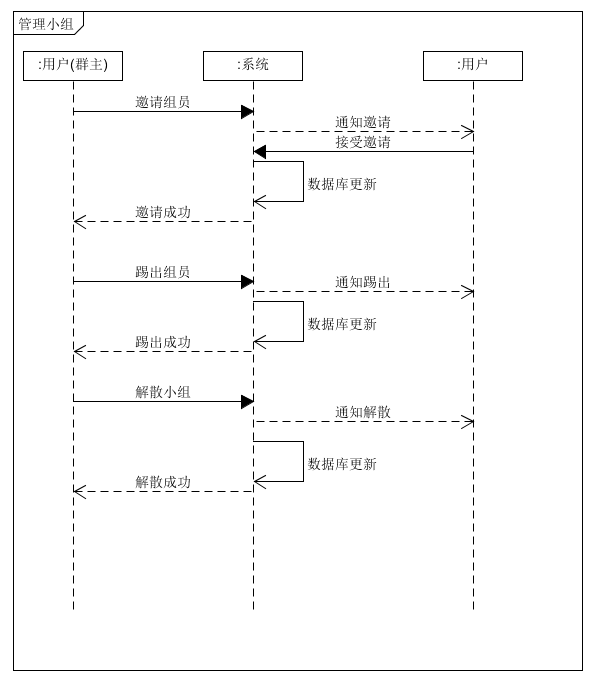 管理小组
:用户(群主)
:系统
:用户
邀请组员
通知邀请
接受邀请
数据库更新
邀请成功
踢出组员
通知踢出
数据库更新
踢出成功
解散小组
通知解散
数据库更新
解散成功